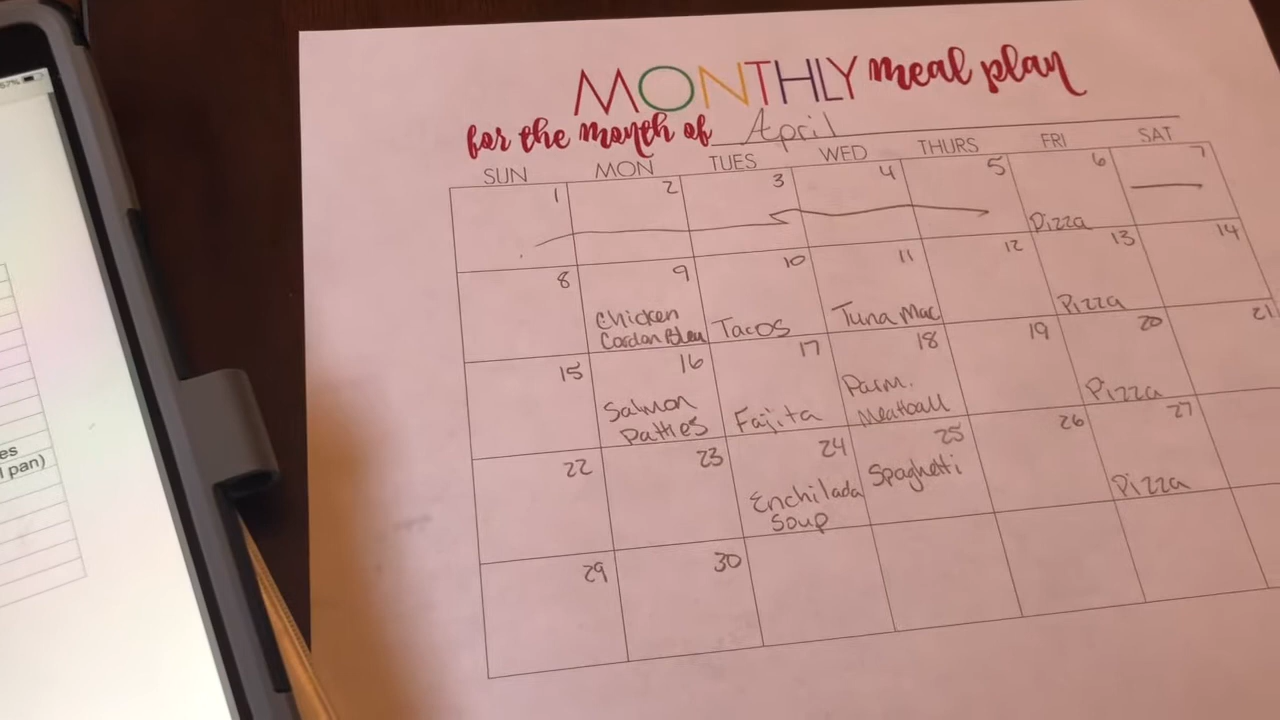 67%
MONTHLY meal plan
for the month of April
SUN MON TUES WED THURS FRI SAT
1 2 3 4 5 6 7
Pizza
8 9 10 11 12 13 14
Chicken
Cordon Bleu Tacos Tuna Mac Pizza
15 16 17 18 19 20 21
Salmon Parm.
Patties Fajita Meatball Pizza
22 23 24 25 26 27
Enchilada Spaghetti
Soup Pizza
29 30
es
l pan)